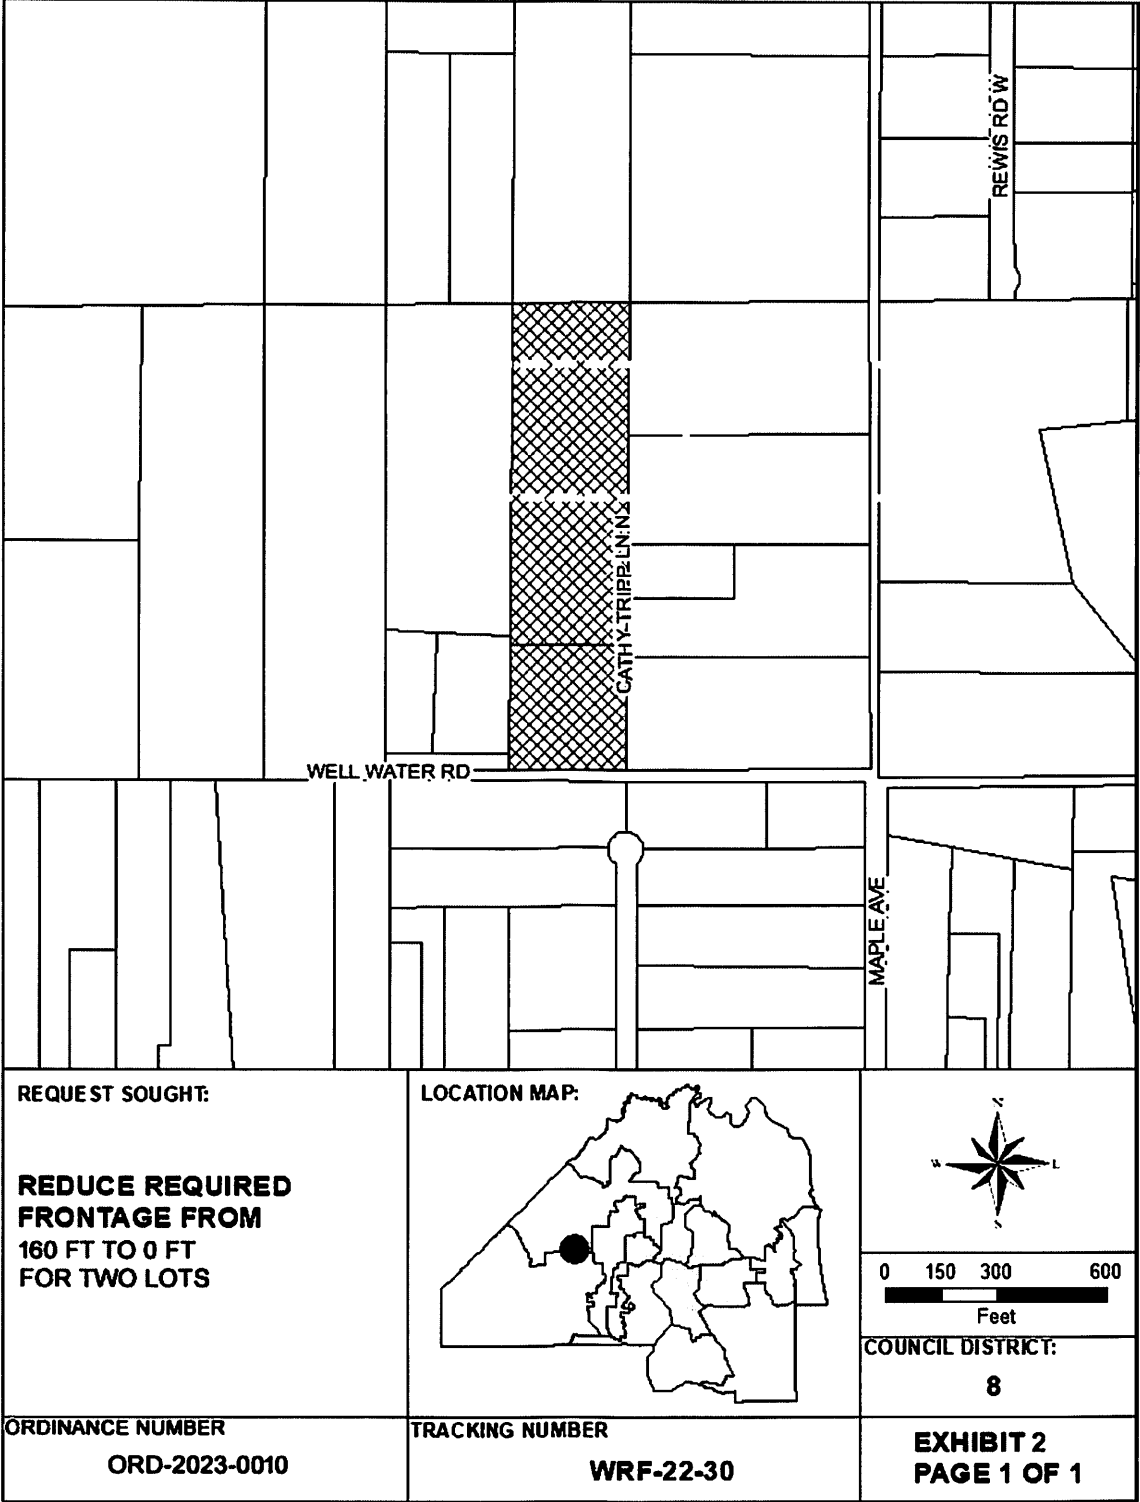 REWIS RD W
CATHY TRIPP LN N
WELL WATER RD
MAPLE AVE
REQUEST SOUGHT:
REDUCE REQUIRED
FRONTAGE FROM
160 FT TO 0 FT
FOR TWO LOTS
LOCATION MAP:
N
W
S
0 150 300 600
Feet
COUNCIL DISTRICT:
8
ORDINANCE NUMBER
ORD-2023-0010
TRACKING NUMBER
WRF-22-30
EXHIBIT 2
PAGE 1 OF 1